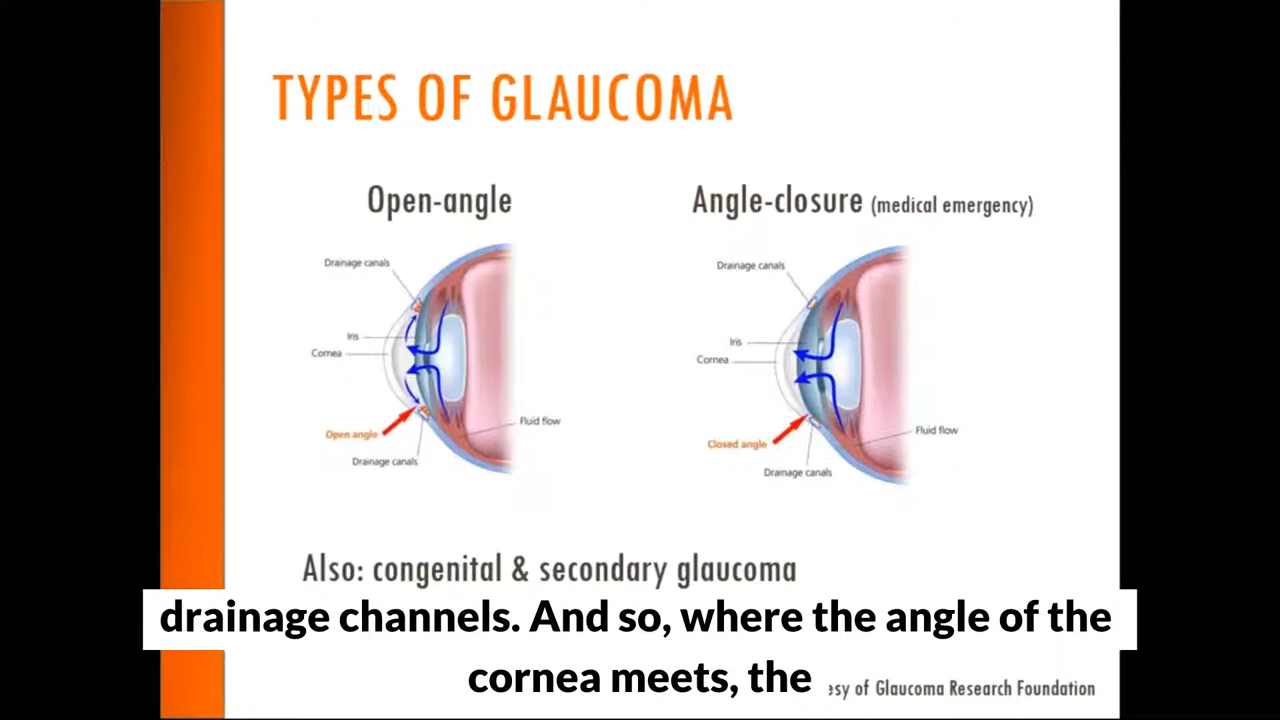 TYPES OF GLAUCOMA
Open-angle
Angle-closure (medical emergency)
Drainage canals
Iris
Cornea
Open angle
Drainage canals
Fluid flow
Drainage canals
Iris
Cornea
Closed angle
Drainage canals
Fluid flow
Also: congenital & secondary glaucoma
drainage channels. And so, where the angle of the
cornea meets, the
of Glaucoma Research Foundation